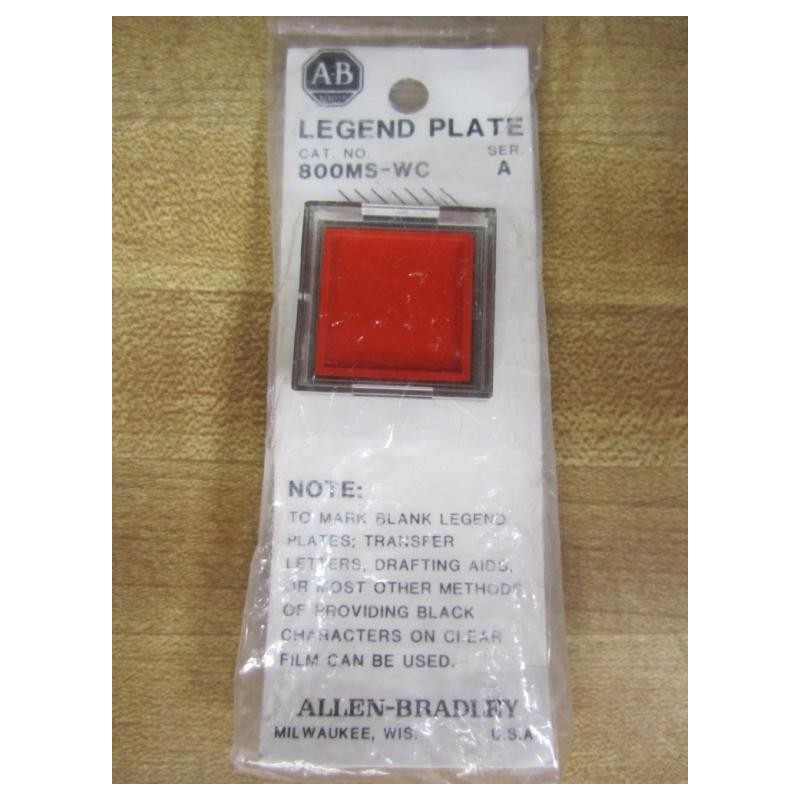 A-B
LEGEND PLATE
CAT. NO. SER.
800MS-WC A
NOTE:
TO MARK BLANK LEGEND
PLATES; TRANSFER
LETTERS, DRAFTING AIDS,
OR MOST OTHER METHODS
OF PROVIDING BLACK
CHARACTERS ON CLEAR
FILM CAN BE USED.
ALLEN-BRADLEY
MILWAUKEE, WIS. U.S.A.